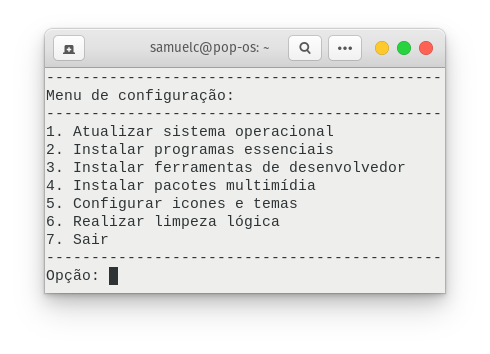 samuelc@pop-os: ~
--------------------------------------------
Menu de configuração:
--------------------------------------------
1. Atualizar sistema operacional
2. Instalar programas essenciais
3. Instalar ferramentas de desenvolvedor
4. Instalar pacotes multimídia
5. Configurar icones e temas
6. Realizar limpeza lógica
7. Sair
--------------------------------------------
Opção: